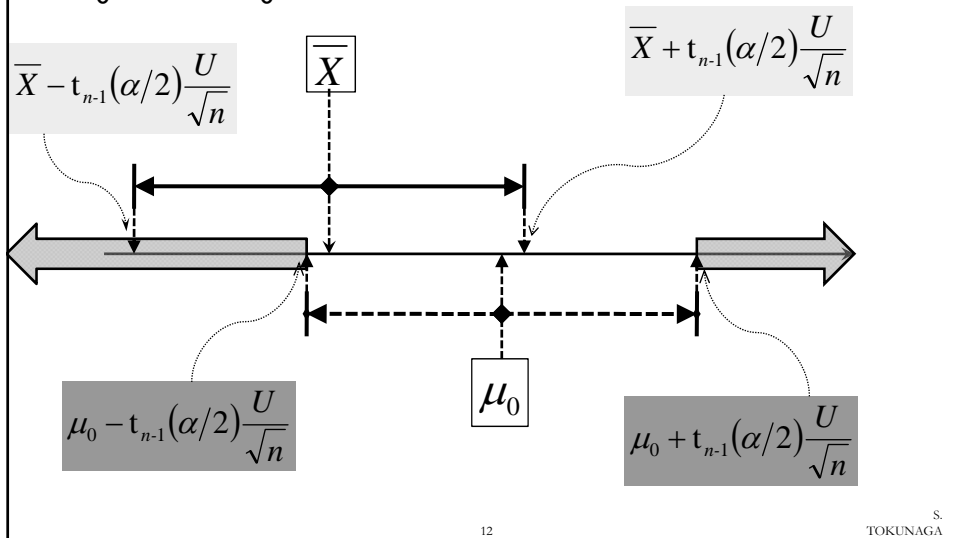 X̅ − t_{n-1}(α/2) U/√n
X̅
X̅ + t_{n-1}(α/2) U/√n
μ₀ − t_{n-1}(α/2) U/√n
μ₀
μ₀ + t_{n-1}(α/2) U/√n
12
S.
TOKUNAGA